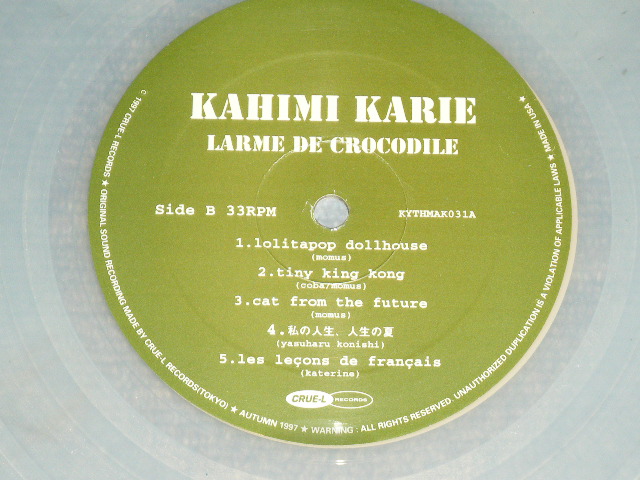 KAHIMI KARIE
LARME DE CROCODILE
Side B 33RPM
KYTHMAK031A
1.lolitapop dollhouse
(momus)
2.tiny king kong
(coba/momus)
3.cat from the future
(momus)
4.私の人生、人生の夏
(yasuharu konishi)
5.les leçons de français
(katerine)
CRUE-L RECORDS
© 1997 CRUE-L RECORDS ★ ORIGINAL SOUND RECORDING MADE BY CRUE-L RECORDS(TOKYO) ★ AUTUMN 1997 ★ WARNING : ALL RIGHTS RESERVED. UNAUTHORIZED DUPLICATION IS A VIOLATION OF APPLICABLE LAWS ★ MADE IN USA ★